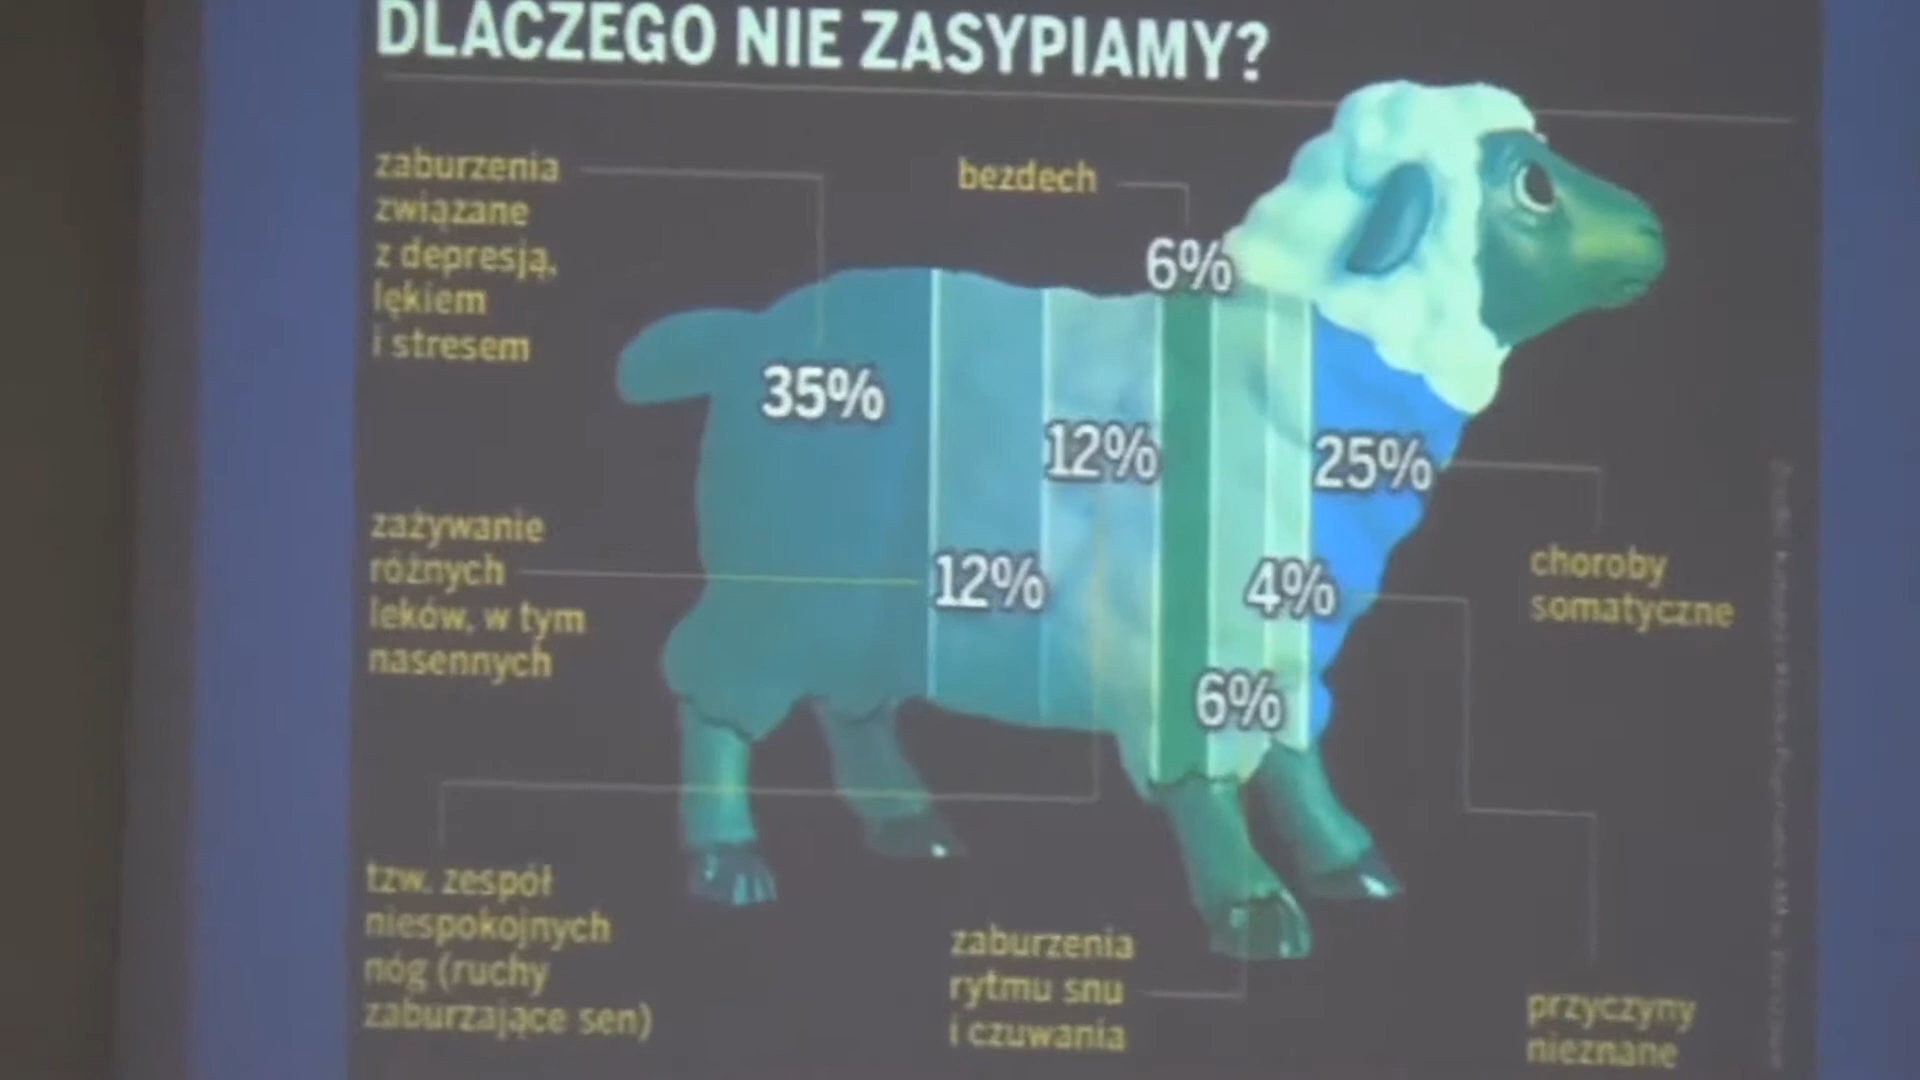 DLACZEGO NIE ZASYPIAMY?
zaburzenia
związane
z depresją,
lękiem
i stresem
bezdech
6%
35%
12%
25%
choroby
somatyczne
zażywanie
różnych
leków, w tym
nasennych
12%
4%
6%
tzw. zespół
niespokojnych
nóg (ruchy
zaburzające sen)
zaburzenia
rytmu snu
i czuwania
przyczyny
nieznane